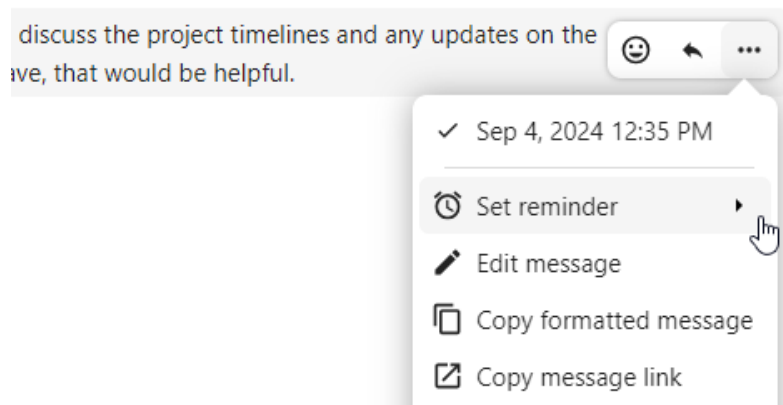 discuss the project timelines and any updates on the
that would be helpful.
Sep 4, 2024 12:35 PM
Set reminder
Edit message
Copy formatted message
Copy message link